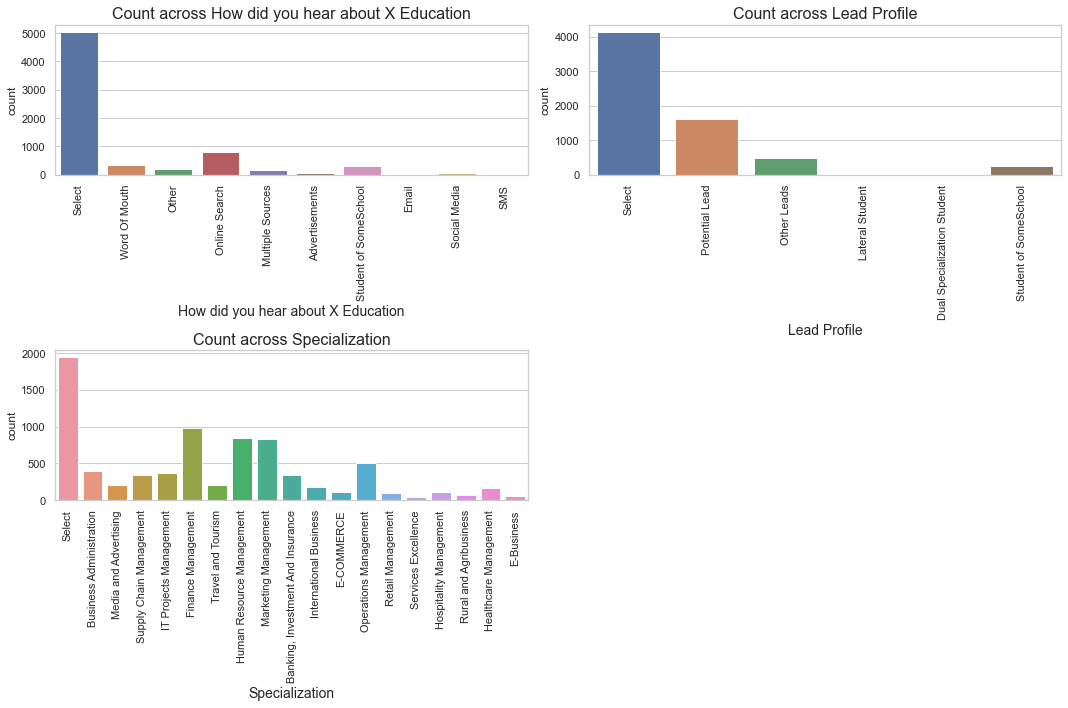 Count across How did you hear about X Education
count
5000
4000
3000
2000
1000
0
Select
Word Of Mouth
Other
Online Search
Multiple Sources
Advertisements
Student of SomeSchool
Email
Social Media
SMS
How did you hear about X Education
Count across Lead Profile
count
4000
3000
2000
1000
0
Select
Potential Lead
Other Leads
Lateral Student
Dual Specialization Student
Student of SomeSchool
Lead Profile
Count across Specialization
count
2000
1500
1000
500
0
Select
Business Administration
Media and Advertising
Supply Chain Management
IT Projects Management
Finance Management
Travel and Tourism
Human Resource Management
Marketing Management
Banking, Investment And Insurance
International Business
E-COMMERCE
Operations Management
Retail Management
Services Excellence
Hospitality Management
Rural and Agribusiness
Healthcare Management
E-Business
Specialization